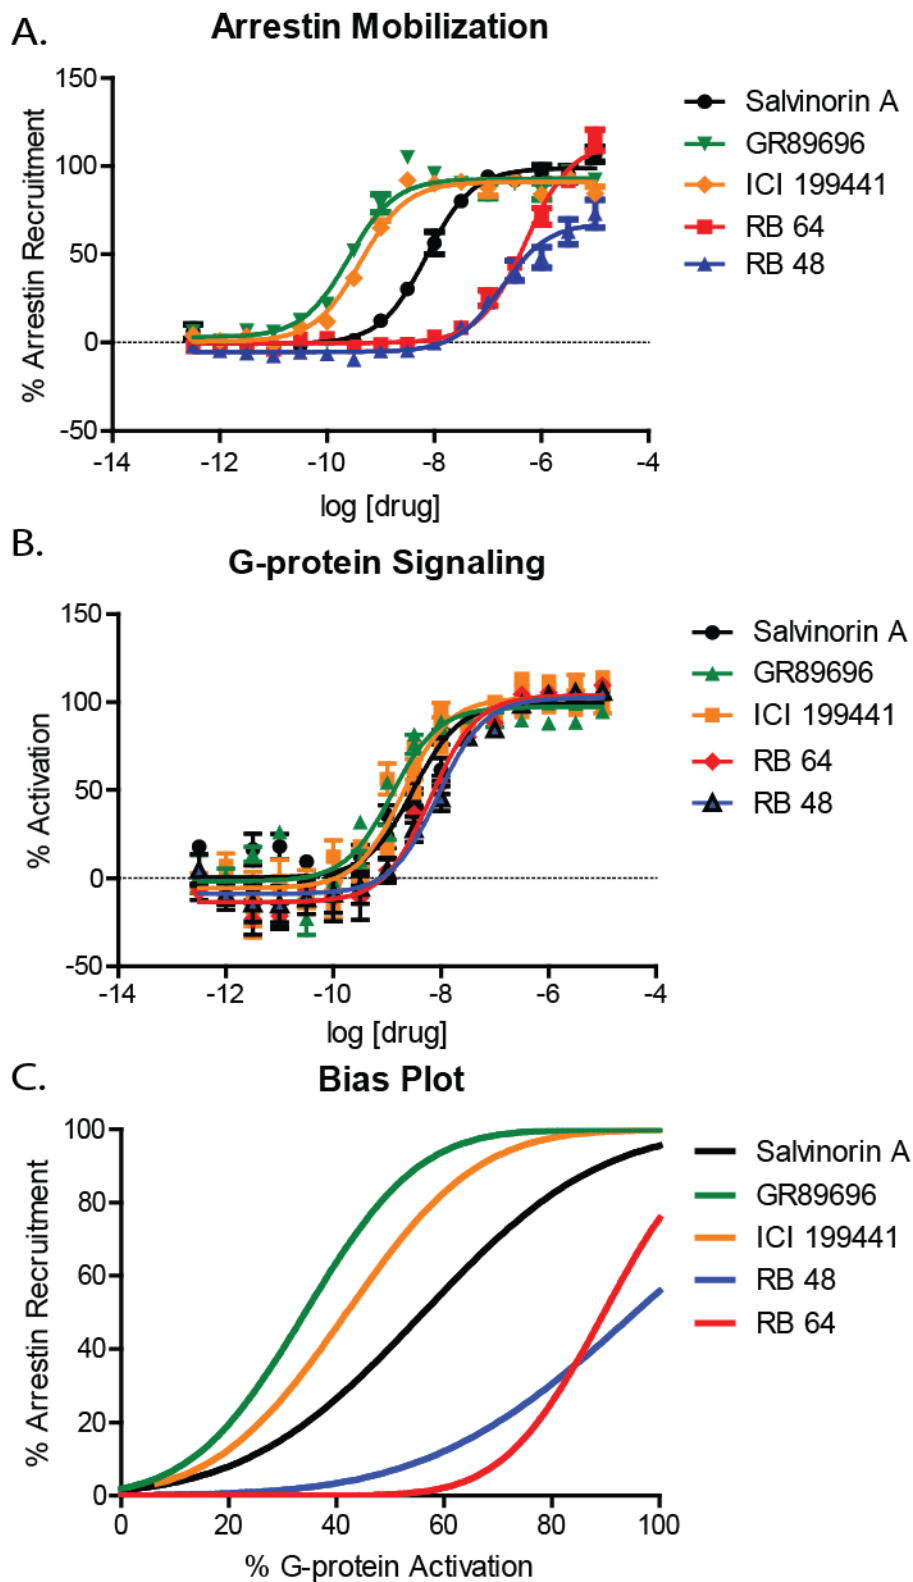 A.
Arrestin Mobilization
% Arrestin Recruitment
150
100
50
0
-50
-14
-12
-10
-8
-6
-4
log [drug]
Salvinorin A
GR89696
ICI 199441
RB 64
RB 48
B.
G-protein Signaling
% Activation
150
100
50
0
-50
-14
-12
-10
-8
-6
-4
log [drug]
Salvinorin A
GR89696
ICI 199441
RB 64
RB 48
C.
Bias Plot
% Arrestin Recruitment
100
80
60
40
20
0
0
20
40
60
80
100
% G-protein Activation
Salvinorin A
GR89696
ICI 199441
RB 48
RB 64